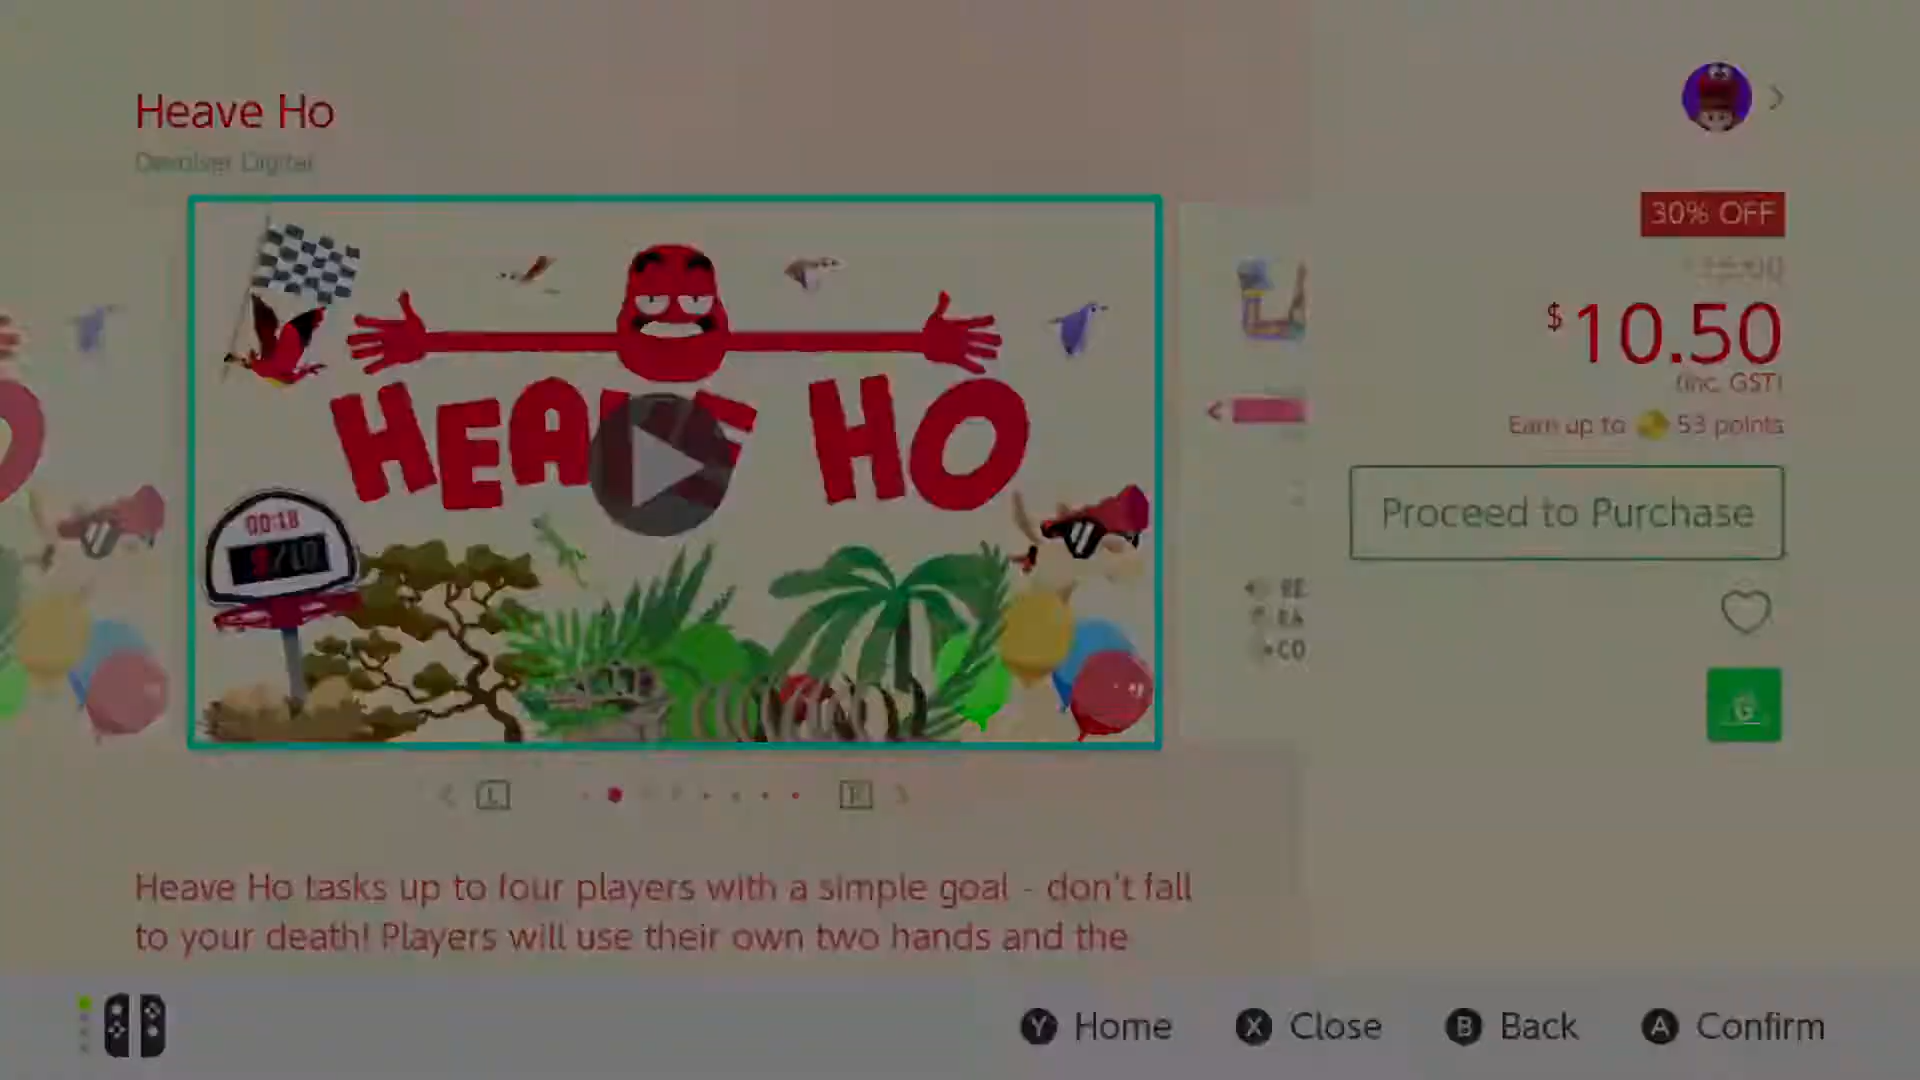 Heave Ho
Devolver Digital
30% OFF
$10.50
(inc. GST)
Earn up to 53 points
Proceed to Purchase
HEAVE HO
00:18
L
R
Heave Ho tasks up to four players with a simple goal - don't fall
to your death! Players will use their own two hands and the
Y Home
X Close
B Back
A Confirm